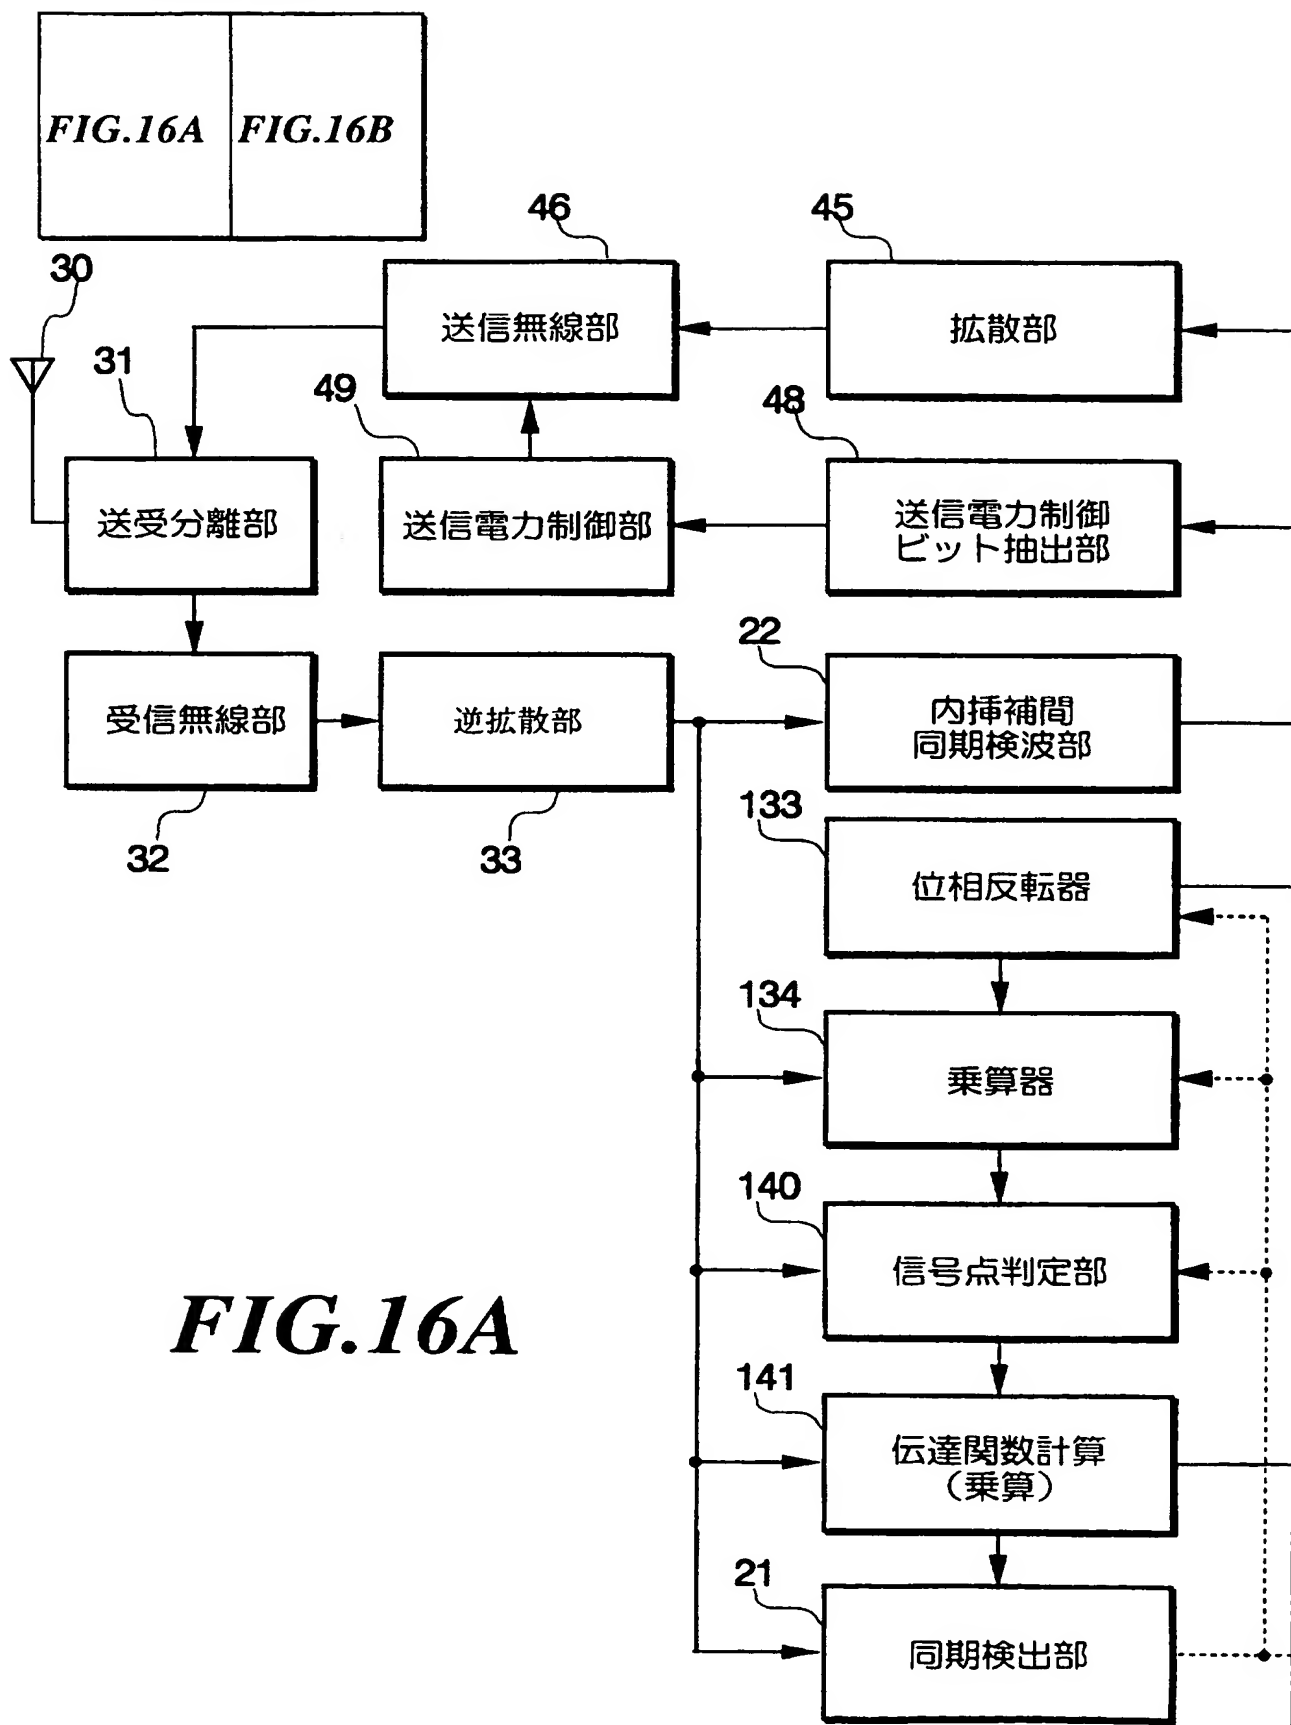 FIG.16A FIG.16B
46
45
30
送信無線部
拡散部
31
49
48
送受分離部
送信電力制御部
送信電力制御
ビット抽出部
22
受信無線部
逆拡散部
内挿補間
同期検波部
133
32
33
位相反転器
134
乗算器
140
信号点判定部
FIG.16A
141
伝達関数計算
(乗算)
21
同期検出部